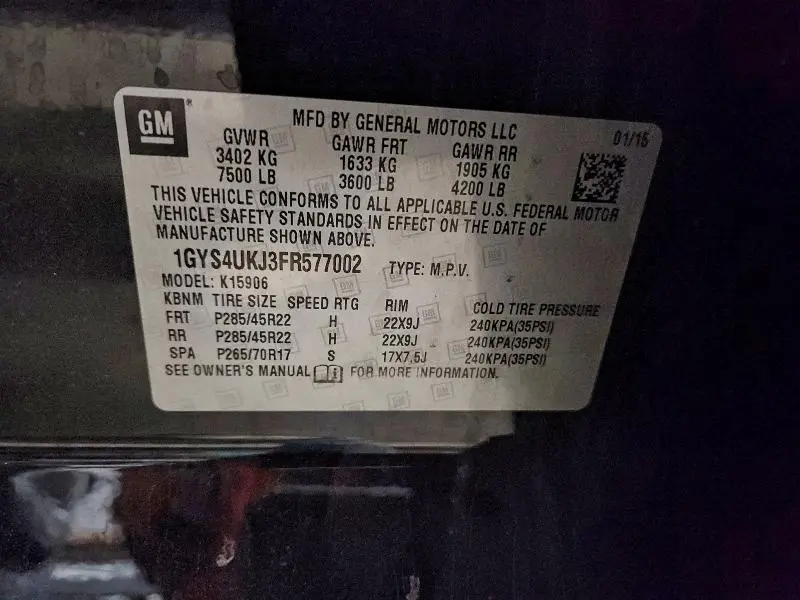 GM
MFD BY GENERAL MOTORS LLC 01/15
GVWR GAWR FRT GAWR RR
3402 KG 1633 KG 1905 KG
7500 LB 3600 LB 4200 LB
THIS VEHICLE CONFORMS TO ALL APPLICABLE U.S. FEDERAL MOTOR
VEHICLE SAFETY STANDARDS IN EFFECT ON THE DATE OF
MANUFACTURE SHOWN ABOVE.
1GYS4UKJ3FR577002 TYPE: M.P.V.
MODEL: K15906
KBNM TIRE SIZE SPEED RTG RIM COLD TIRE PRESSURE
FRT P285/45R22 H 22X9J 240KPA(35PSI)
RR P285/45R22 H 22X9J 240KPA(35PSI)
SPA P265/70R17 S 17X7.5J 240KPA(35PSI)
SEE OWNER'S MANUAL FOR MORE INFORMATION.